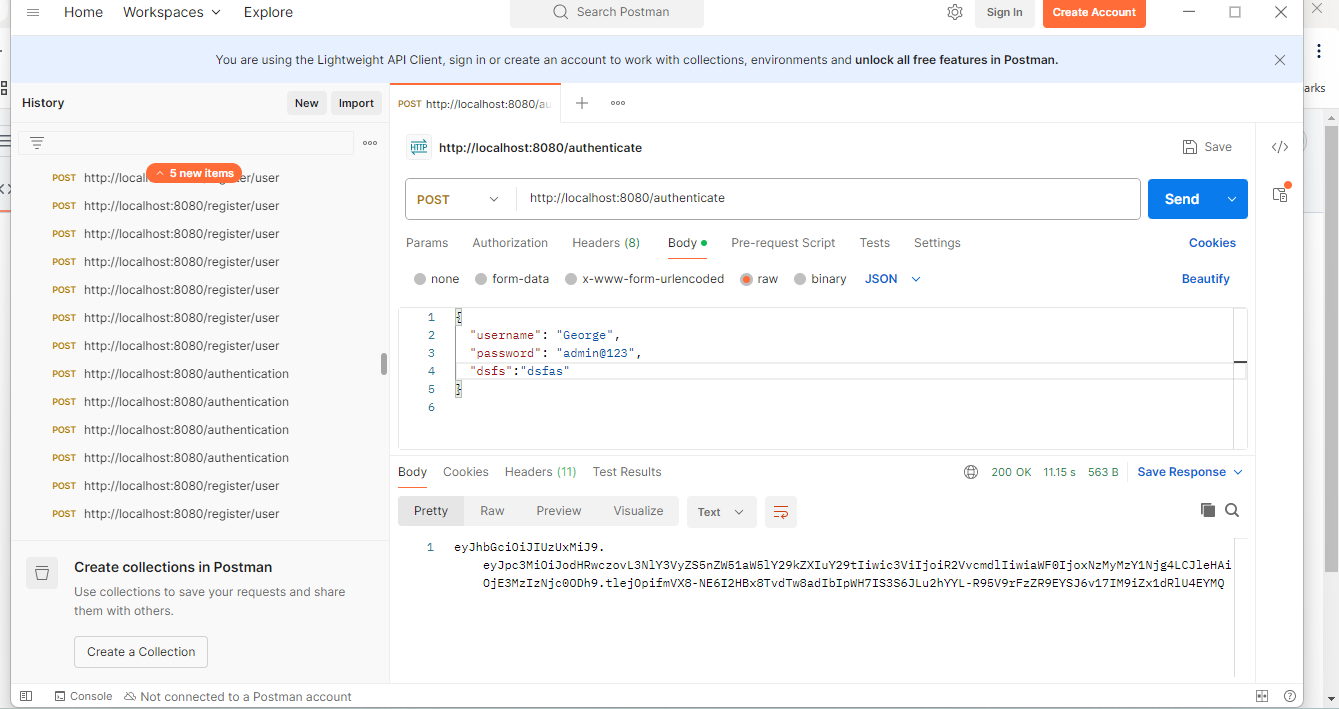 Home Workspaces Explore Search Postman Sign In Create Account
You are using the Lightweight API Client, sign in or create an account to work with collections, environments and unlock all free features in Postman.
arks
History New Import
POST http://localhost:8080/au
http://localhost:8080/authenticate Save
5 new items
POST http://local er/user
POST http://localhost:8080/register/user
POST http://localhost:8080/register/user
POST http://localhost:8080/register/user
POST http://localhost:8080/register/user
POST http://localhost:8080/register/user
POST http://localhost:8080/register/user
POST http://localhost:8080/authentication
POST http://localhost:8080/authentication
POST http://localhost:8080/authentication
POST http://localhost:8080/authentication
POST http://localhost:8080/register/user
POST http://localhost:8080/register/user
Create collections in Postman
Use collections to save your requests and share
them with others.
Create a Collection
POST http://localhost:8080/authenticate Send
Params Authorization Headers (8) Body Pre-request Script Tests Settings Cookies
none form-data x-www-form-urlencoded raw binary JSON Beautify
1 {
2 "username": "George",
3 "password": "admin@123",
4 "dsfs":"dsfas"
5 }
6
Body Cookies Headers (11) Test Results 200 OK 11.15 s 563 B Save Response
Pretty Raw Preview Visualize Text
1 eyJhbGciOiJIUzUxMiJ9.
eyJpc3MiOiJodHRwczovL3NlY3VyZS5nZW51aW5lY29kZXIuY29tIiwic3ViIjoiR2VvcmdlIiwiaWF0IjoxNzMyMzY1Njg4LCJleHAi
OjE3MzIzNjc0ODh9.tlejOpifmVX8-NE6I2HBx8TvdTw8adIbIpWH7IS3S6JLu2hYYL-R95V9rFzZR9EYSJ6v17IM9iZx1dRlU4EYMQ
Console Not connected to a Postman account